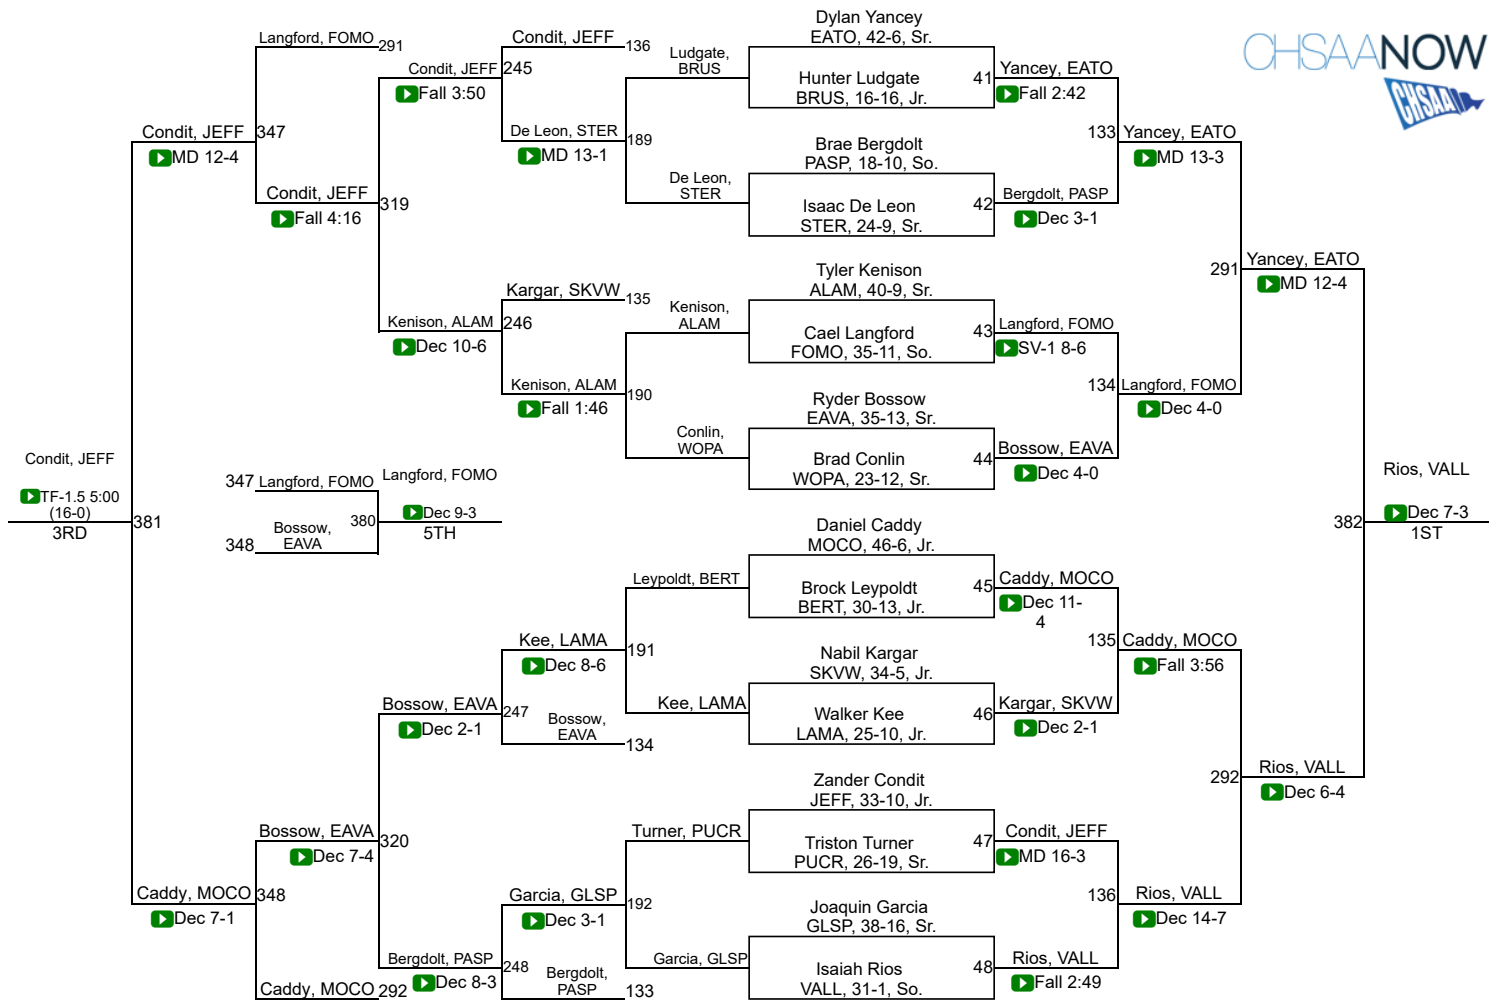 CHSAANOW
CHSAA
Dylan Yancey
EATO, 42-6, Sr.
Hunter Ludgate
BRUS, 16-16, Jr.
41
Brae Bergdolt
PASP, 18-10, So.
Isaac De Leon
STER, 24-9, Sr.
42
Tyler Kenison
ALAM, 40-9, Sr.
Cael Langford
FOMO, 35-11, So.
43
Ryder Bossow
EAVA, 35-13, Sr.
Brad Conlin
WOPA, 23-12, Sr.
44
Daniel Caddy
MOCO, 46-6, Jr.
Brock Leypoldt
BERT, 30-13, Jr.
45
Nabil Kargar
SKVW, 34-5, Jr.
Walker Kee
LAMA, 25-10, Jr.
46
Zander Condit
JEFF, 33-10, Jr.
Triston Turner
PUCR, 26-19, Sr.
47
Joaquin Garcia
GLSP, 38-16, Sr.
Isaiah Rios
VALL, 31-1, So.
48
Yancey, EATO
Fall 2:42
133
Bergdolt, PASP
Dec 3-1
Langford, FOMO
SV-1 8-6
134
Bossow, EAVA
Dec 4-0
Caddy, MOCO
Dec 11-
4
135
Kargar, SKVW
Dec 2-1
Condit, JEFF
MD 16-3
136
Rios, VALL
Fall 2:49
Yancey, EATO
MD 13-3
291
Langford, FOMO
Dec 4-0
Caddy, MOCO
Fall 3:56
292
Rios, VALL
Dec 14-7
Yancey, EATO
MD 12-4
382
Rios, VALL
Dec 6-4
Rios, VALL
Dec 7-3
1ST
Ludgate,
BRUS
189
De Leon,
STER
Kenison,
ALAM
190
Conlin,
WOPA
Leypoldt, BERT
191
Kee, LAMA
Turner, PUCR
192
Garcia, GLSP
Condit, JEFF
136
245
De Leon, STER
MD 13-1
Kargar, SKVW
135
246
Kenison, ALAM
Fall 1:46
Kee, LAMA
Dec 8-6
247
Bossow,
EAVA
134
Garcia, GLSP
Dec 3-1
248
Bergdolt,
PASP
133
Condit, JEFF
Fall 3:50
319
Kenison, ALAM
Dec 10-6
Bossow, EAVA
Dec 2-1
320
Bergdolt, PASP
Dec 8-3
Langford, FOMO
291
347
Condit, JEFF
Fall 4:16
Bossow, EAVA
Dec 7-4
348
Caddy, MOCO
292
Condit, JEFF
MD 12-4
381
Caddy, MOCO
Dec 7-1
Condit, JEFF
TF-1.5 5:00
(16-0)
3RD
347
Langford, FOMO
380
348
Bossow,
EAVA
Langford, FOMO
Dec 9-3
5TH